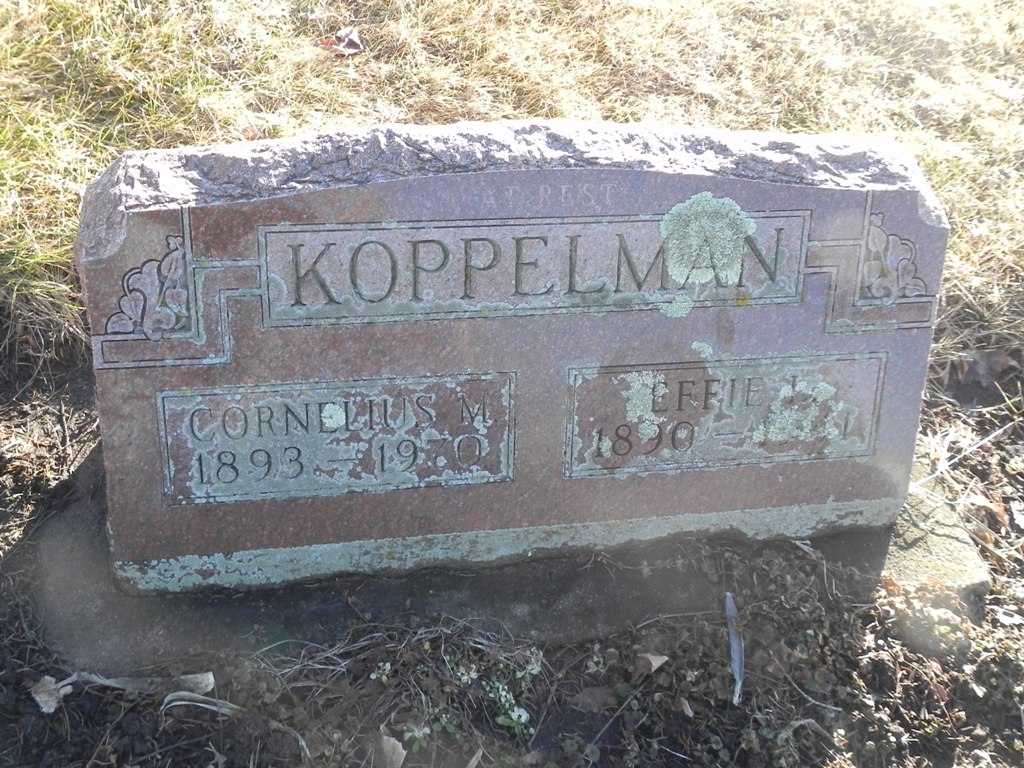 AT REST
KOPPELMAN
CORNELIUS M.
1893 — 1970
EFFIE
1890 —